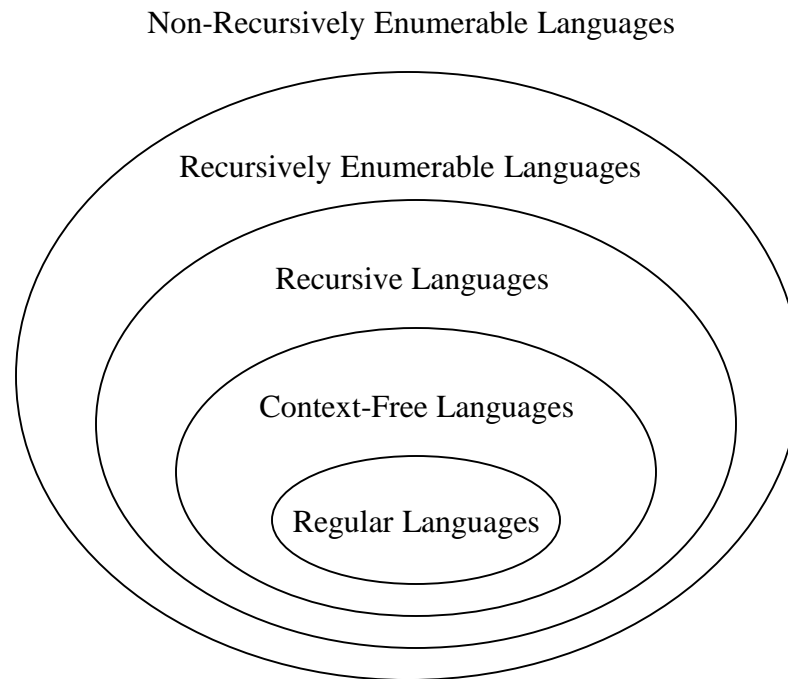 Non-Recursively Enumerable Languages
Recursively Enumerable Languages
Recursive Languages
Context-Free Languages
Regular Languages